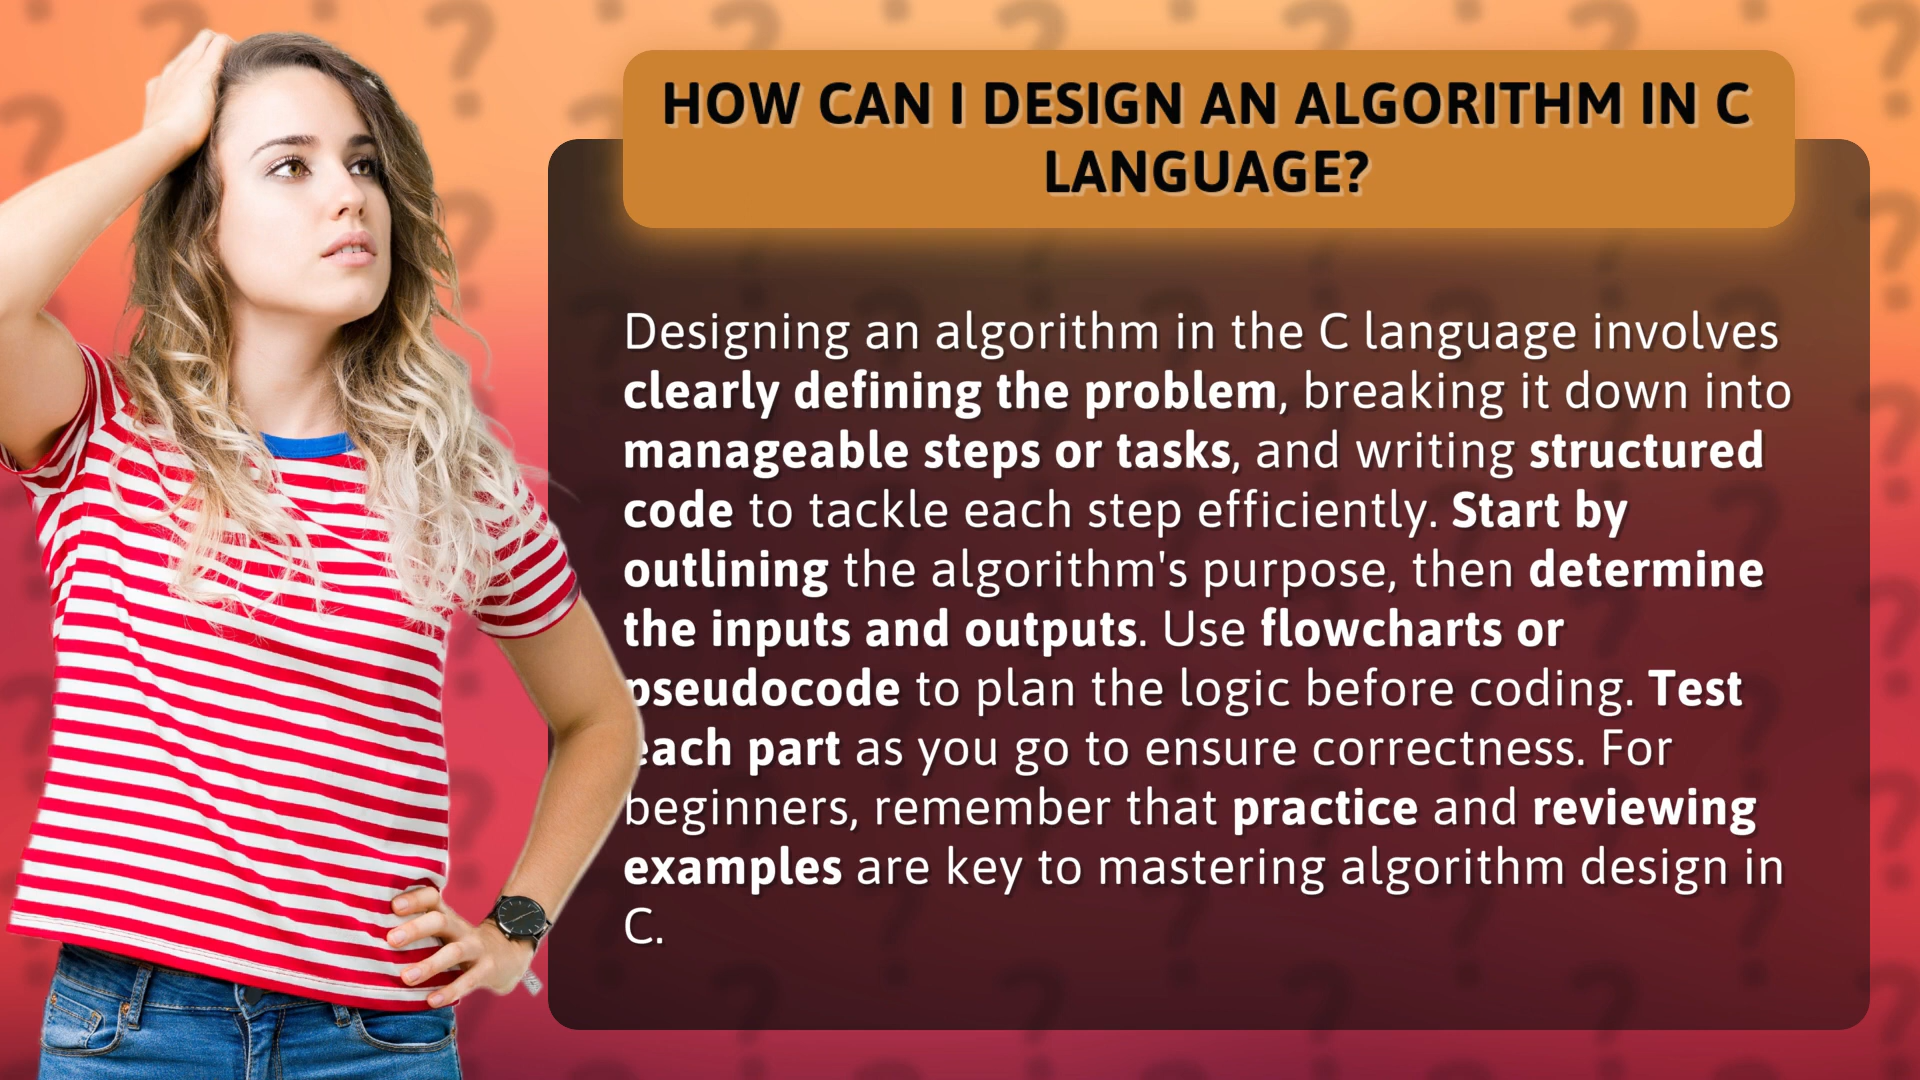 HOW CAN I DESIGN AN ALGORITHM IN C
LANGUAGE?
Designing an algorithm in the C language involves
clearly defining the problem, breaking it down into
manageable steps or tasks, and writing structured
code to tackle each step efficiently. Start by
outlining the algorithm's purpose, then determine
the inputs and outputs. Use flowcharts or
pseudocode to plan the logic before coding. Test
each part as you go to ensure correctness. For
beginners, remember that practice and reviewing
examples are key to mastering algorithm design in
C.